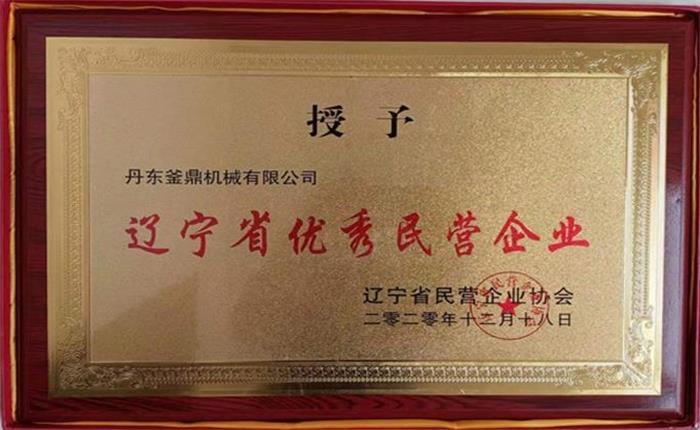 授予
丹东釜鼎机械有限公司
辽宁省优秀民营企业
辽宁省民营企业协会
二零二零年十二月十八日